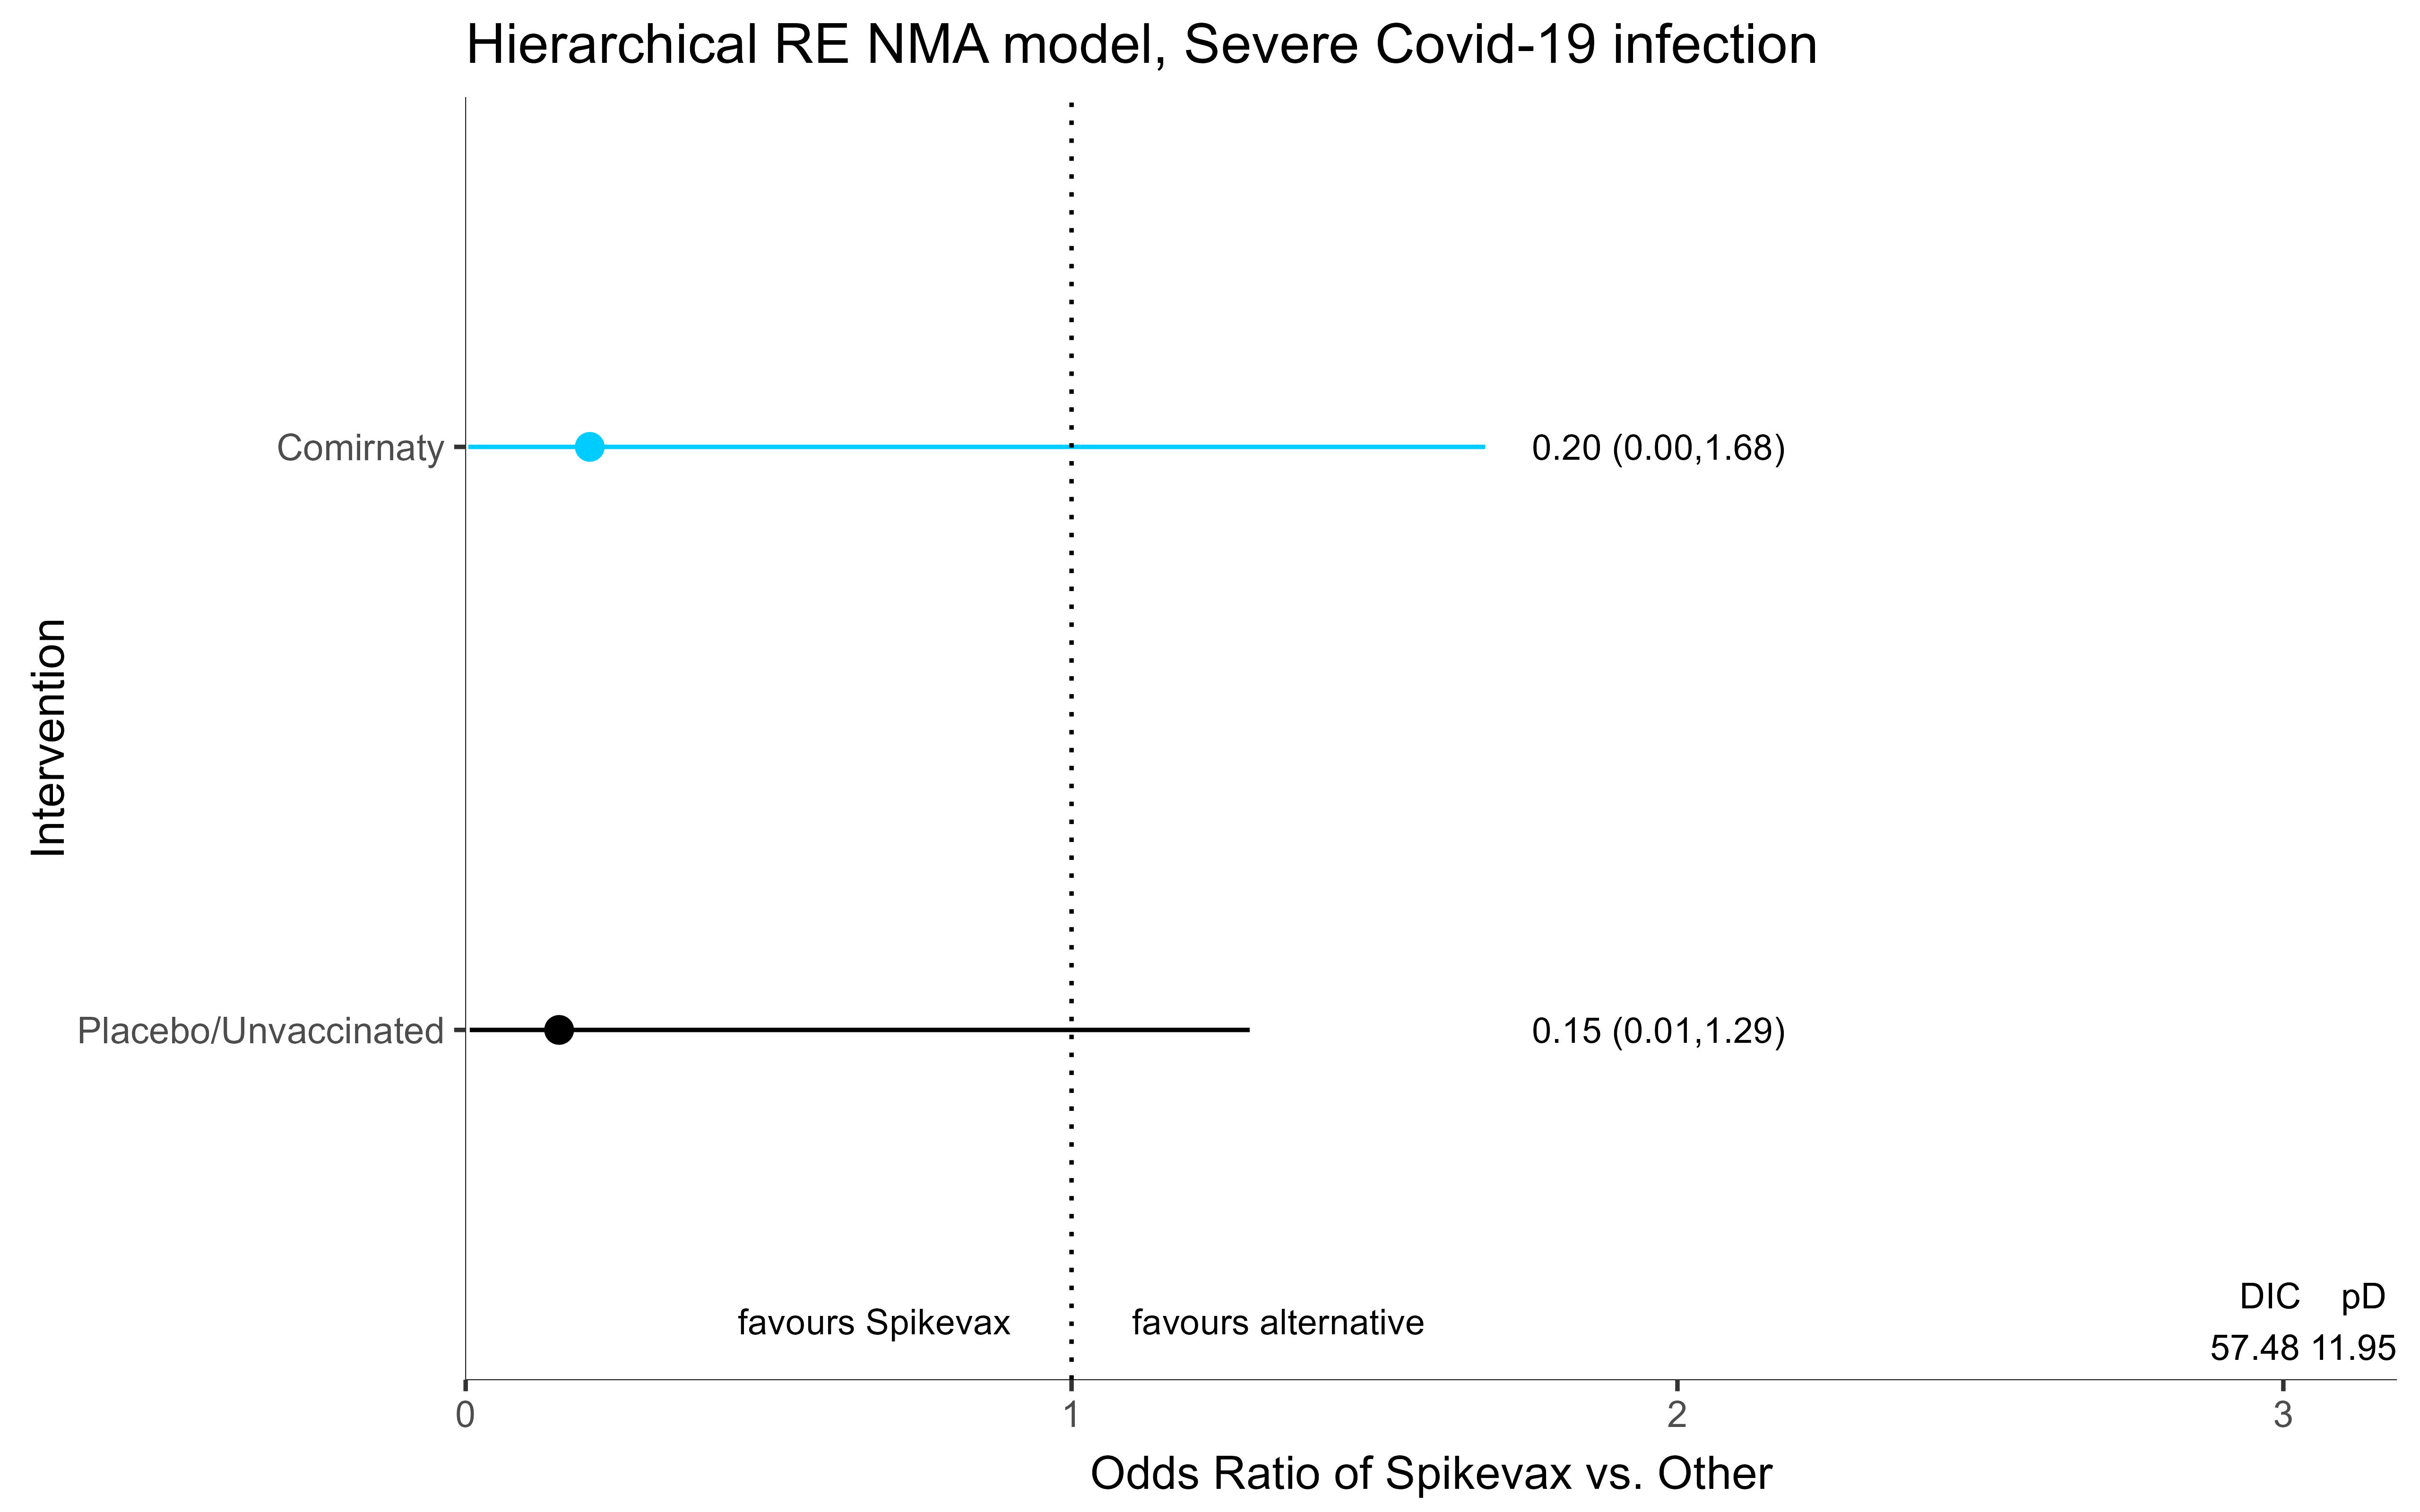 Hierarchical RE NMA model, Severe Covid-19 infection
Intervention
Comirnaty
0.20 (0.00,1.68)
Placebo/Unvaccinated
0.15 (0.01,1.29)
favours Spikevax
favours alternative
DIC pD
57.48 11.95
0 1 2 3
Odds Ratio of Spikevax vs. Other